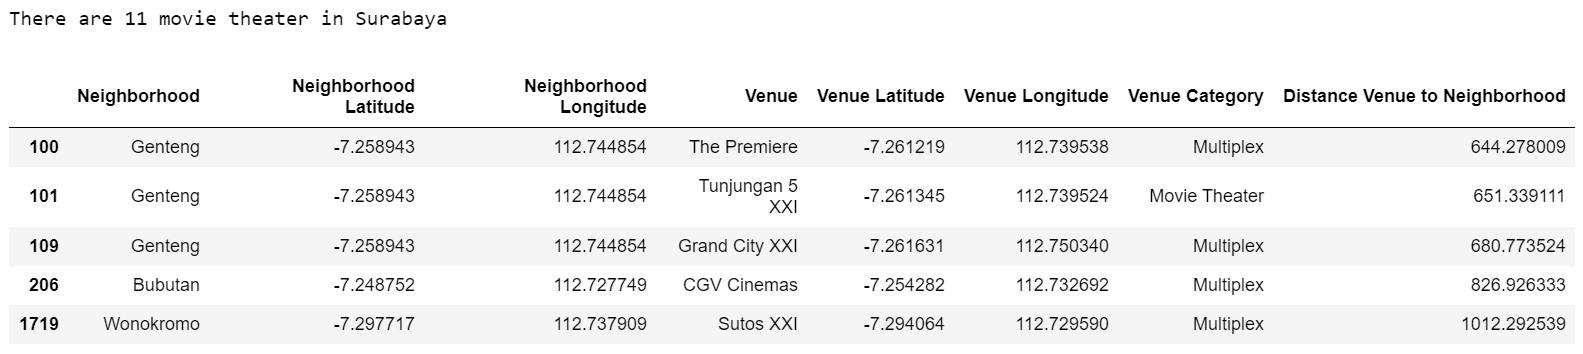 There are 11 movie theater in Surabaya
Neighborhood Neighborhood Latitude Neighborhood Longitude Venue Venue Latitude Venue Longitude Venue Category Distance Venue to Neighborhood
100 Genteng -7.258943 112.744854 The Premiere -7.261219 112.739538 Multiplex 644.278009
101 Genteng -7.258943 112.744854 Tunjungan 5 XXI -7.261345 112.739524 Movie Theater 651.339111
109 Genteng -7.258943 112.744854 Grand City XXI -7.261631 112.750340 Multiplex 680.773524
206 Bubutan -7.248752 112.727749 CGV Cinemas -7.254282 112.732692 Multiplex 826.926333
1719 Wonokromo -7.297717 112.737909 Sutos XXI -7.294064 112.729590 Multiplex 1012.292539